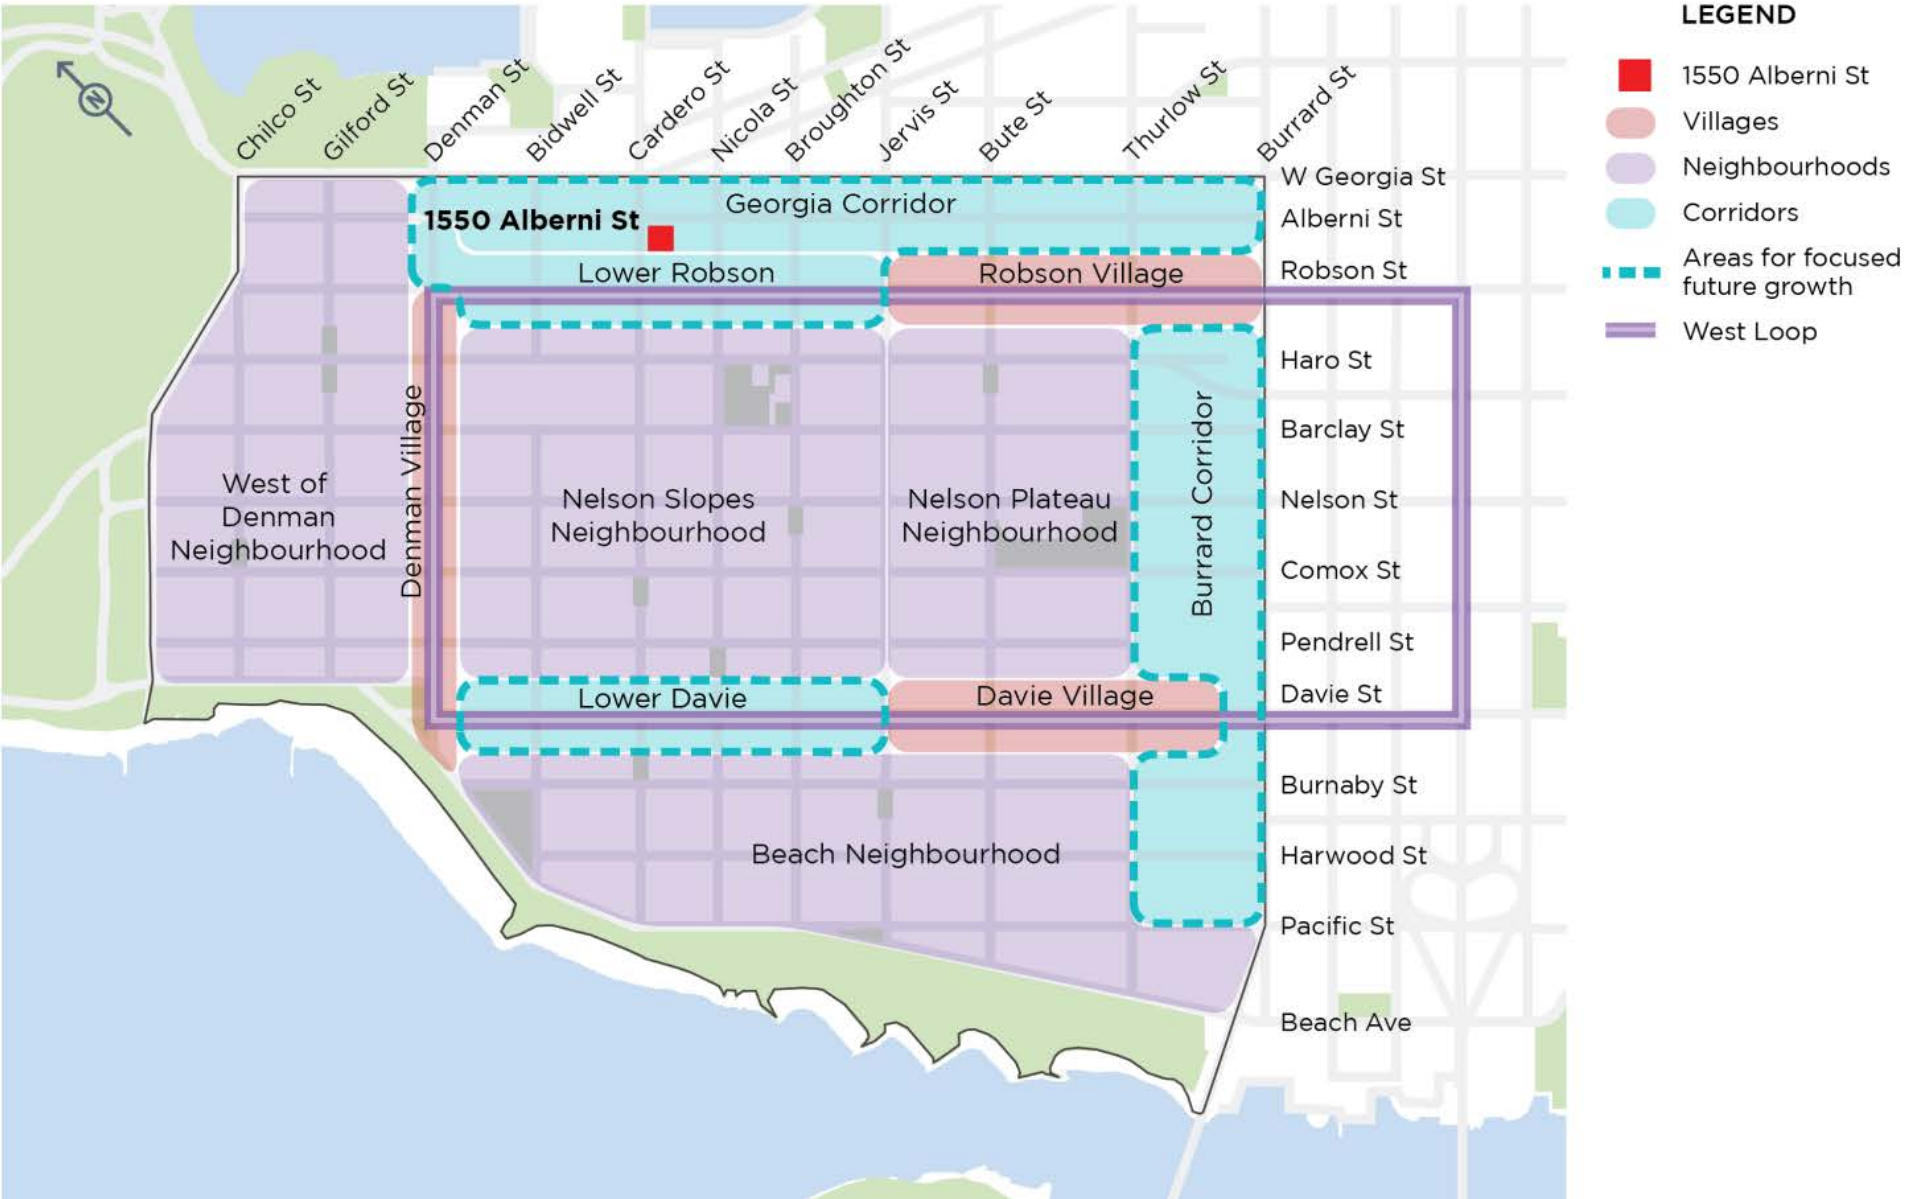 LEGEND
1550 Alberni St
Villages
Neighbourhoods
Corridors
Areas for focused
future growth
West Loop
N
Chilco St
Gilford St
Denman St
Bidwell St
Cardero St
Nicola St
Broughton St
Jervis St
Bute St
Thurlow St
Burrard St
W Georgia St
Alberni St
Robson St
Haro St
Barclay St
Nelson St
Comox St
Pendrell St
Davie St
Burnaby St
Harwood St
Pacific St
Beach Ave
Georgia Corridor
1550 Alberni St
Lower Robson
Robson Village
West of
Denman
Neighbourhood
Denman Village
Nelson Slopes
Neighbourhood
Nelson Plateau
Neighbourhood
Burrard Corridor
Lower Davie
Davie Village
Beach Neighbourhood